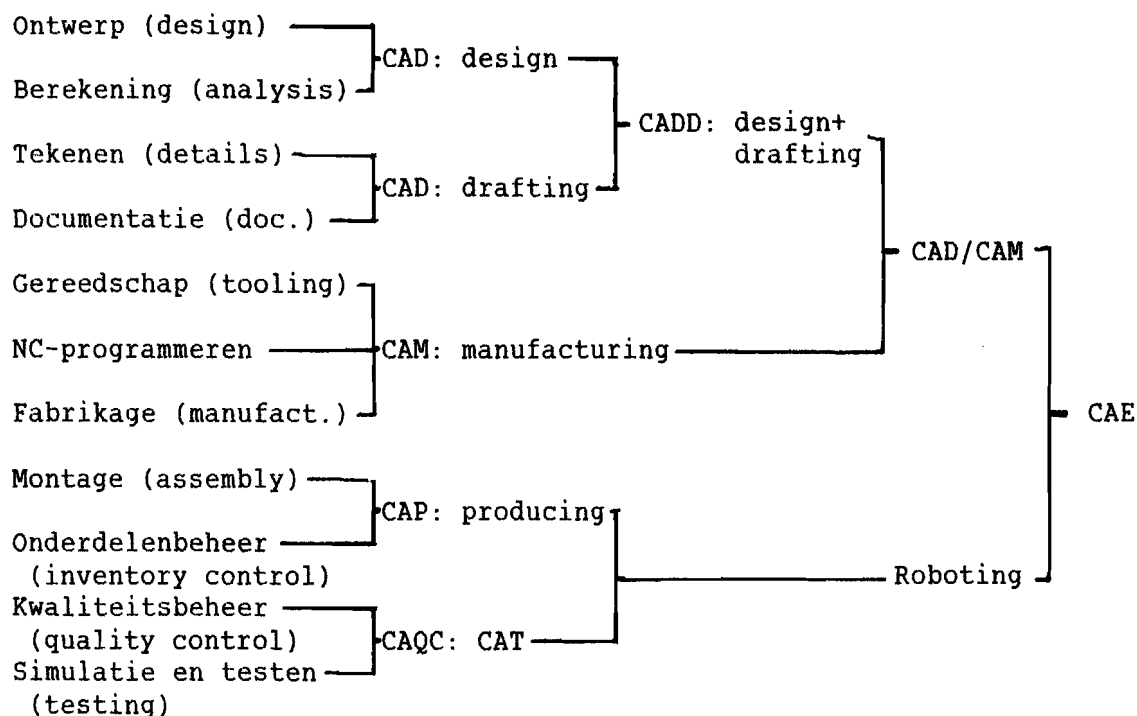 Ontwerp (design)
CAD: design
Berekening (analysis)
CADD: design+
drafting
Tekenen (details)
CAD: drafting
Documentatie (doc.)
CAD/CAM
Gereedschap (tooling)
NC-programmeren
CAM: manufacturing
Fabrikage (manufact.)
CAE
Montage (assembly)
CAP: producing
Onderdelenbeheer
(inventory control)
Roboting
Kwaliteitsbeheer
(quality control)
CAQC: CAT
Simulatie en testen
(testing)